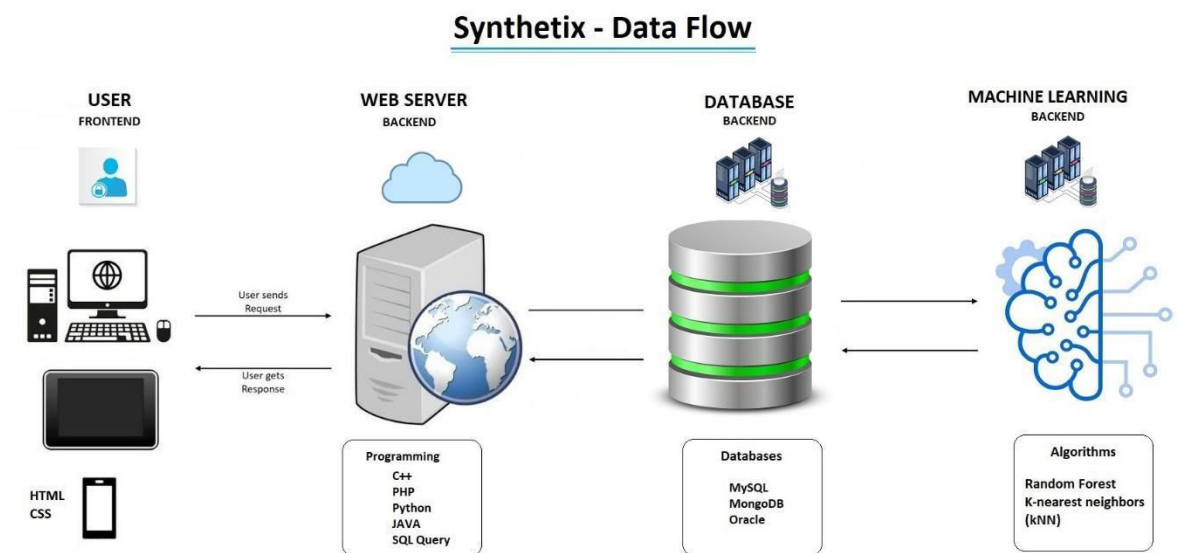 Synthetix - Data Flow
USER
FRONTEND
WEB SERVER
BACKEND
DATABASE
BACKEND
MACHINE LEARNING
BACKEND
User sends
Request
User gets
Response
HTML
CSS
Programming
C++
PHP
Python
JAVA
SQL Query
Databases
MySQL
MongoDB
Oracle
Algorithms
Random Forest
K-nearest neighbors
(kNN)